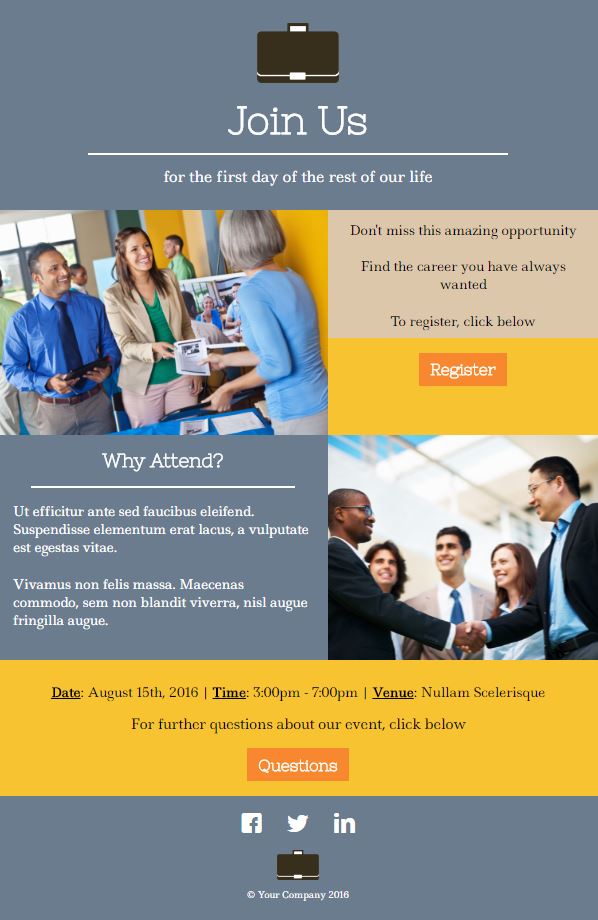 Join Us
for the first day of the rest of our life
Don't miss this amazing opportunity
Find the career you have always
wanted
To register, click below
Register
Why Attend?
Ut efficitur ante sed faucibus eleifend.
Suspendisse elementum erat lacus, a vulputate
est egestas vitae.
Vivamus non felis massa. Maecenas
commodo, sem non blandit viverra, nisl augue
fringilla augue.
Date: August 15th, 2016 | Time: 3:00pm - 7:00pm | Venue: Nullam Scelerisque
For further questions about our event, click below
Questions
© Your Company 2016